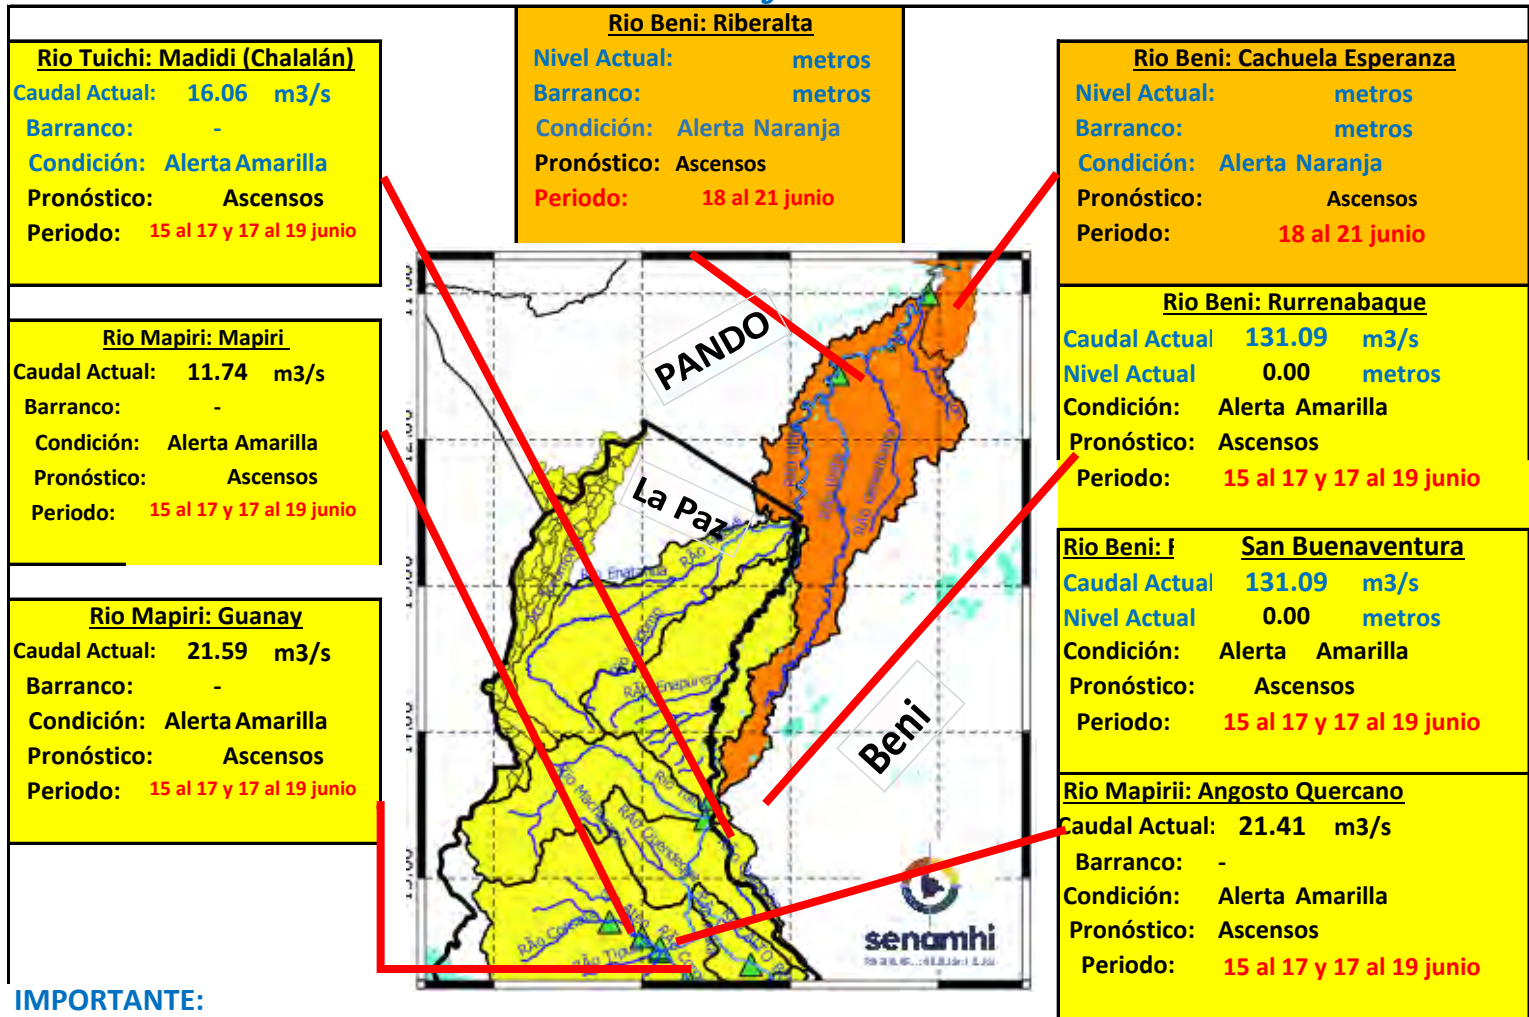 Rio Beni: Riberalta
Nivel Actual: metros
Barranco: metros
Condición: Alerta Naranja
Pronóstico: Ascensos
Periodo: 18 al 21 junio
Rio Tuichi: Madidi (Chalalán)
Caudal Actual: 16.06 m3/s
Barranco: -
Condición: Alerta Amarilla
Pronóstico: Ascensos
Periodo: 15 al 17 y 17 al 19 junio
Rio Mapiri: Mapiri
Caudal Actual: 11.74 m3/s
Barranco: -
Condición: Alerta Amarilla
Pronóstico: Ascensos
Periodo: 15 al 17 y 17 al 19 junio
Rio Mapiri: Guanay
Caudal Actual: 21.59 m3/s
Barranco: -
Condición: Alerta Amarilla
Pronóstico: Ascensos
Periodo: 15 al 17 y 17 al 19 junio
PANDO
La Paz
Beni
senamhi
Rio Beni: Cachuela Esperanza
Nivel Actual: metros
Barranco: metros
Condición: Alerta Naranja
Pronóstico: Ascensos
Periodo: 18 al 21 junio
Rio Beni: Rurrenabaque
Caudal Actual 131.09 m3/s
Nivel Actual 0.00 metros
Condición: Alerta Amarilla
Pronóstico: Ascensos
Periodo: 15 al 17 y 17 al 19 junio
Rio Beni: San Buenaventura
Caudal Actual 131.09 m3/s
Nivel Actual 0.00 metros
Condición: Alerta Amarilla
Pronóstico: Ascensos
Periodo: 15 al 17 y 17 al 19 junio
Rio Mapirii: Angosto Quercano
Caudal Actual: 21.41 m3/s
Barranco: -
Condición: Alerta Amarilla
Pronóstico: Ascensos
Periodo: 15 al 17 y 17 al 19 junio
IMPORTANTE: